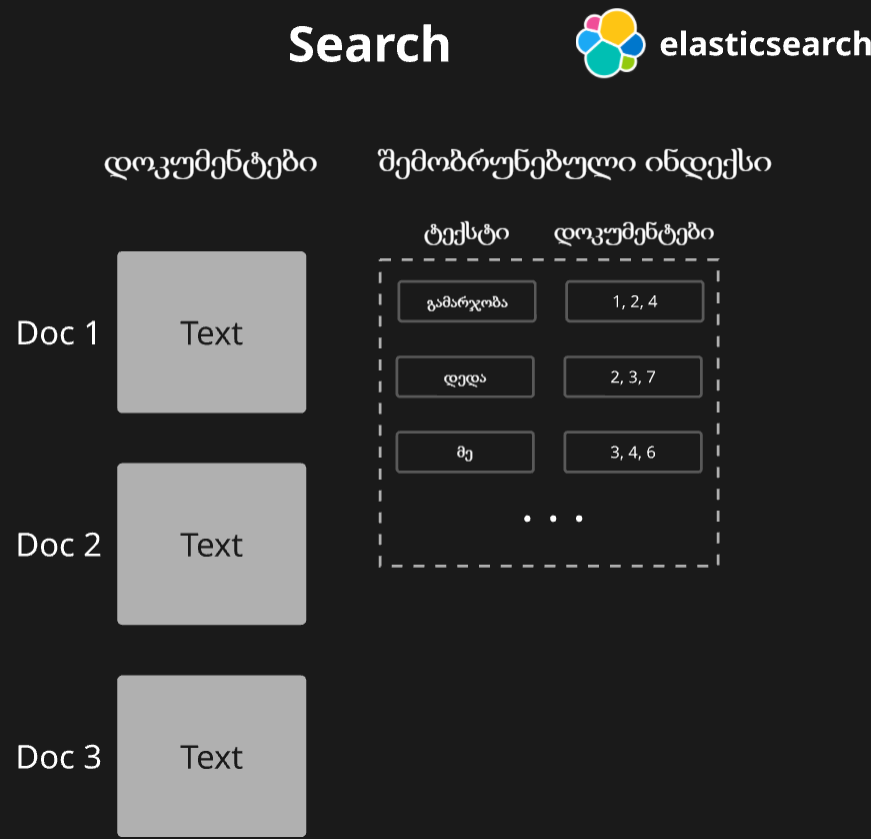 Search
elasticsearch
დოკუმენტები
შემობრუნებული ინდექსი
ტექსტი დოკუმენტები
გამარჯობა 1, 2, 4
დედა 2, 3, 7
მე 3, 4, 6
. . .
Doc 1 Text
Doc 2 Text
Doc 3 Text